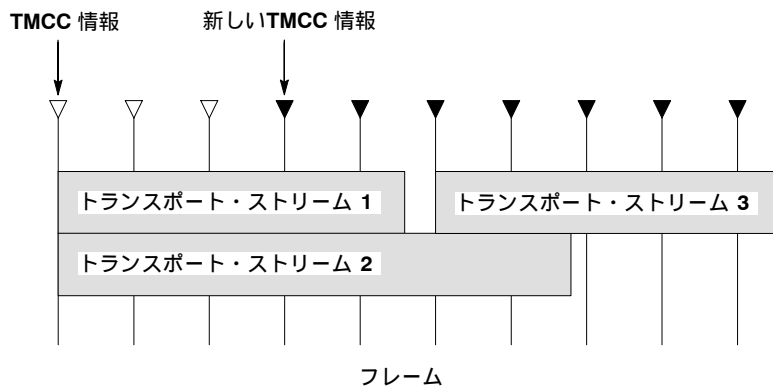 TMCC 情報
新しいTMCC 情報
トランスポート・ストリーム 1
トランスポート・ストリーム 3
トランスポート・ストリーム 2
フレーム